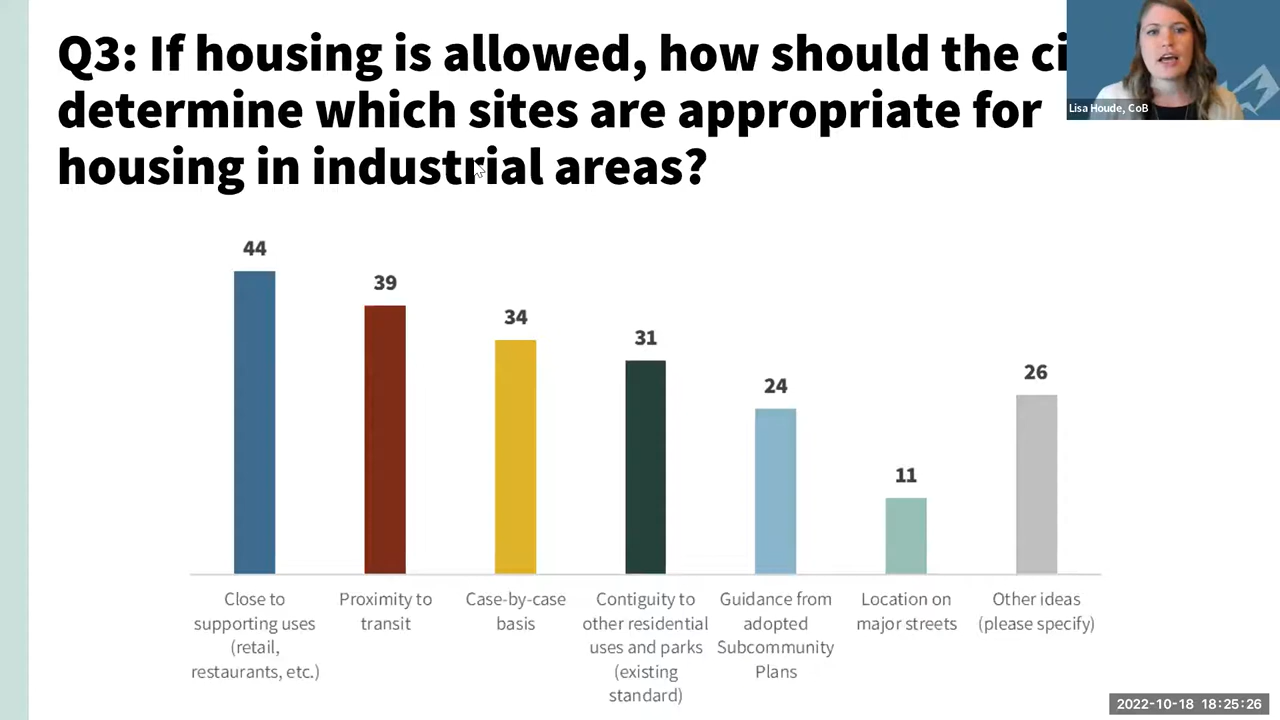 Q3: If housing is allowed, how should the ci
determine which sites are appropriate for
housing in industrial areas?
Lisa Houde, CoB
44
39
34
31
24
11
26
Close to
supporting uses
(retail,
restaurants, etc.)
Proximity to
transit
Case-by-case
basis
Contiguity to
other residential
uses and parks
(existing
standard)
Guidance from
adopted
Subcommunity
Plans
Location on
major streets
Other ideas
(please specify)
2022-10-18 18:25:26